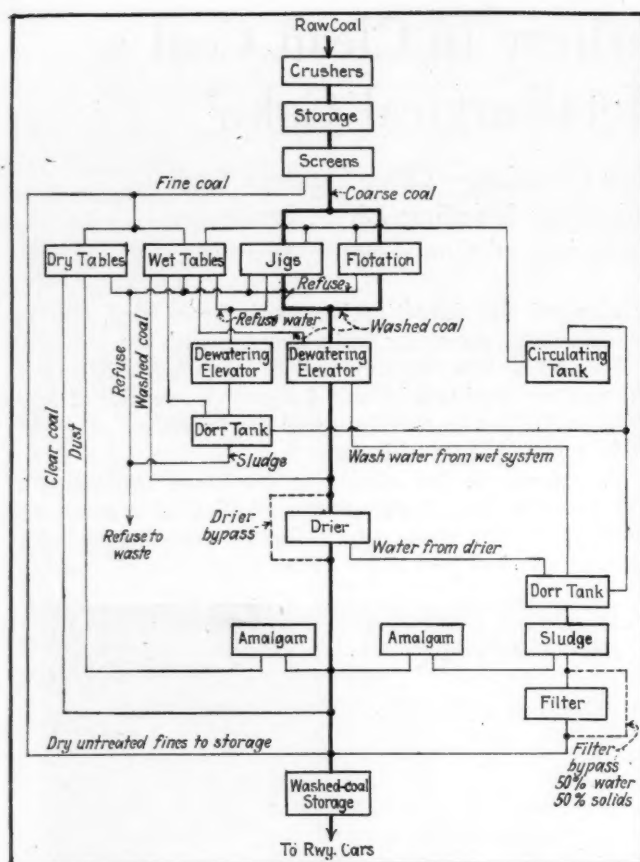 Raw Coal
Crushers
Storage
Screens
Fine coal
Coarse coal
Dry Tables
Wet Tables
Jigs
Flotation
Refuse
Refuse water
Washed coal
Dewatering
Elevator
Dewatering
Elevator
Circulating
Tank
Refuse
Washed coal
Dorr Tank
Clear coal
Dust
Sludge
Wash water from wet system
Refuse to
waste
Drier
bypass
Drier
Water from drier
Dorr Tank
Amalgam
Amalgam
Sludge
Filter
Dry untreated fines to storage
Filter
bypass
50% water
50% solids
Washed-coal
Storage
To Rwy. Cars